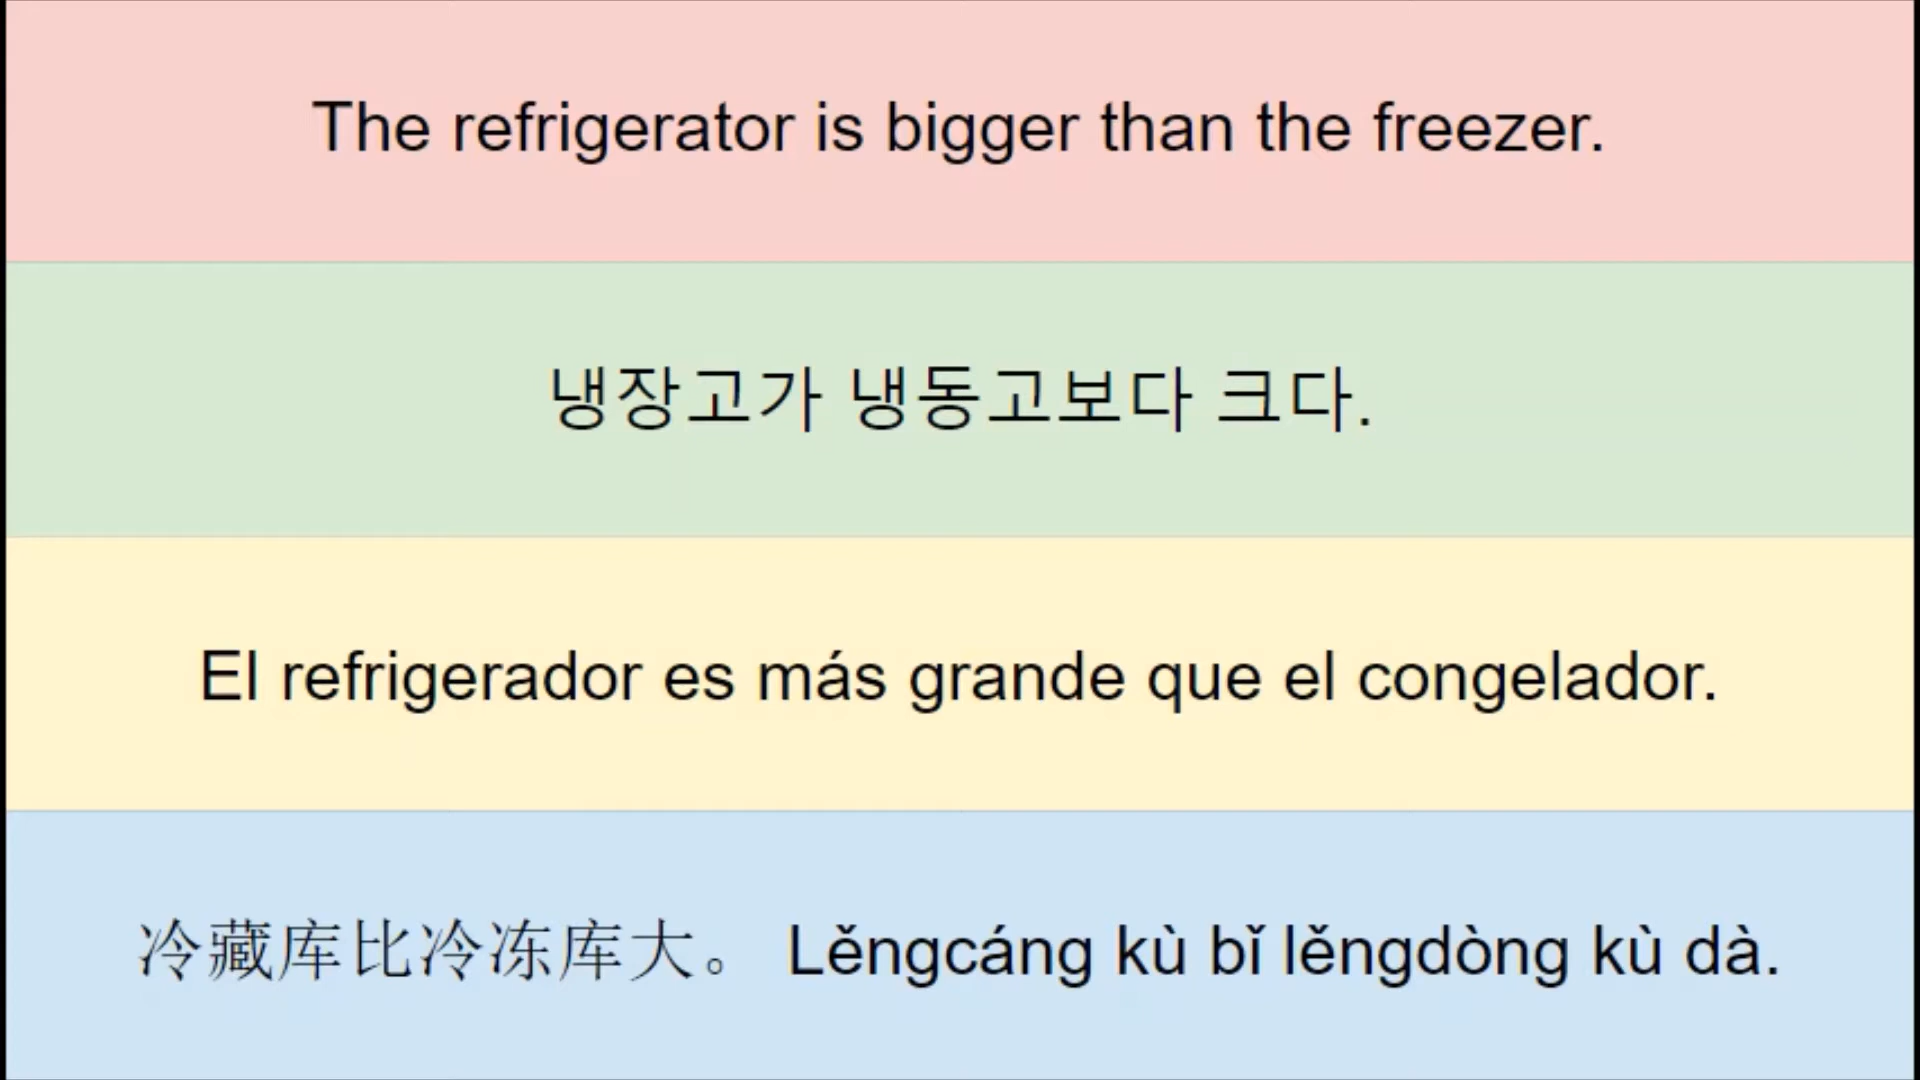 The refrigerator is bigger than the freezer.
냉장고가 냉동고보다 크다.
El refrigerador es más grande que el congelador.
冷藏库比冷冻库大。 Lěngcáng kù bǐ lěngdòng kù dà.